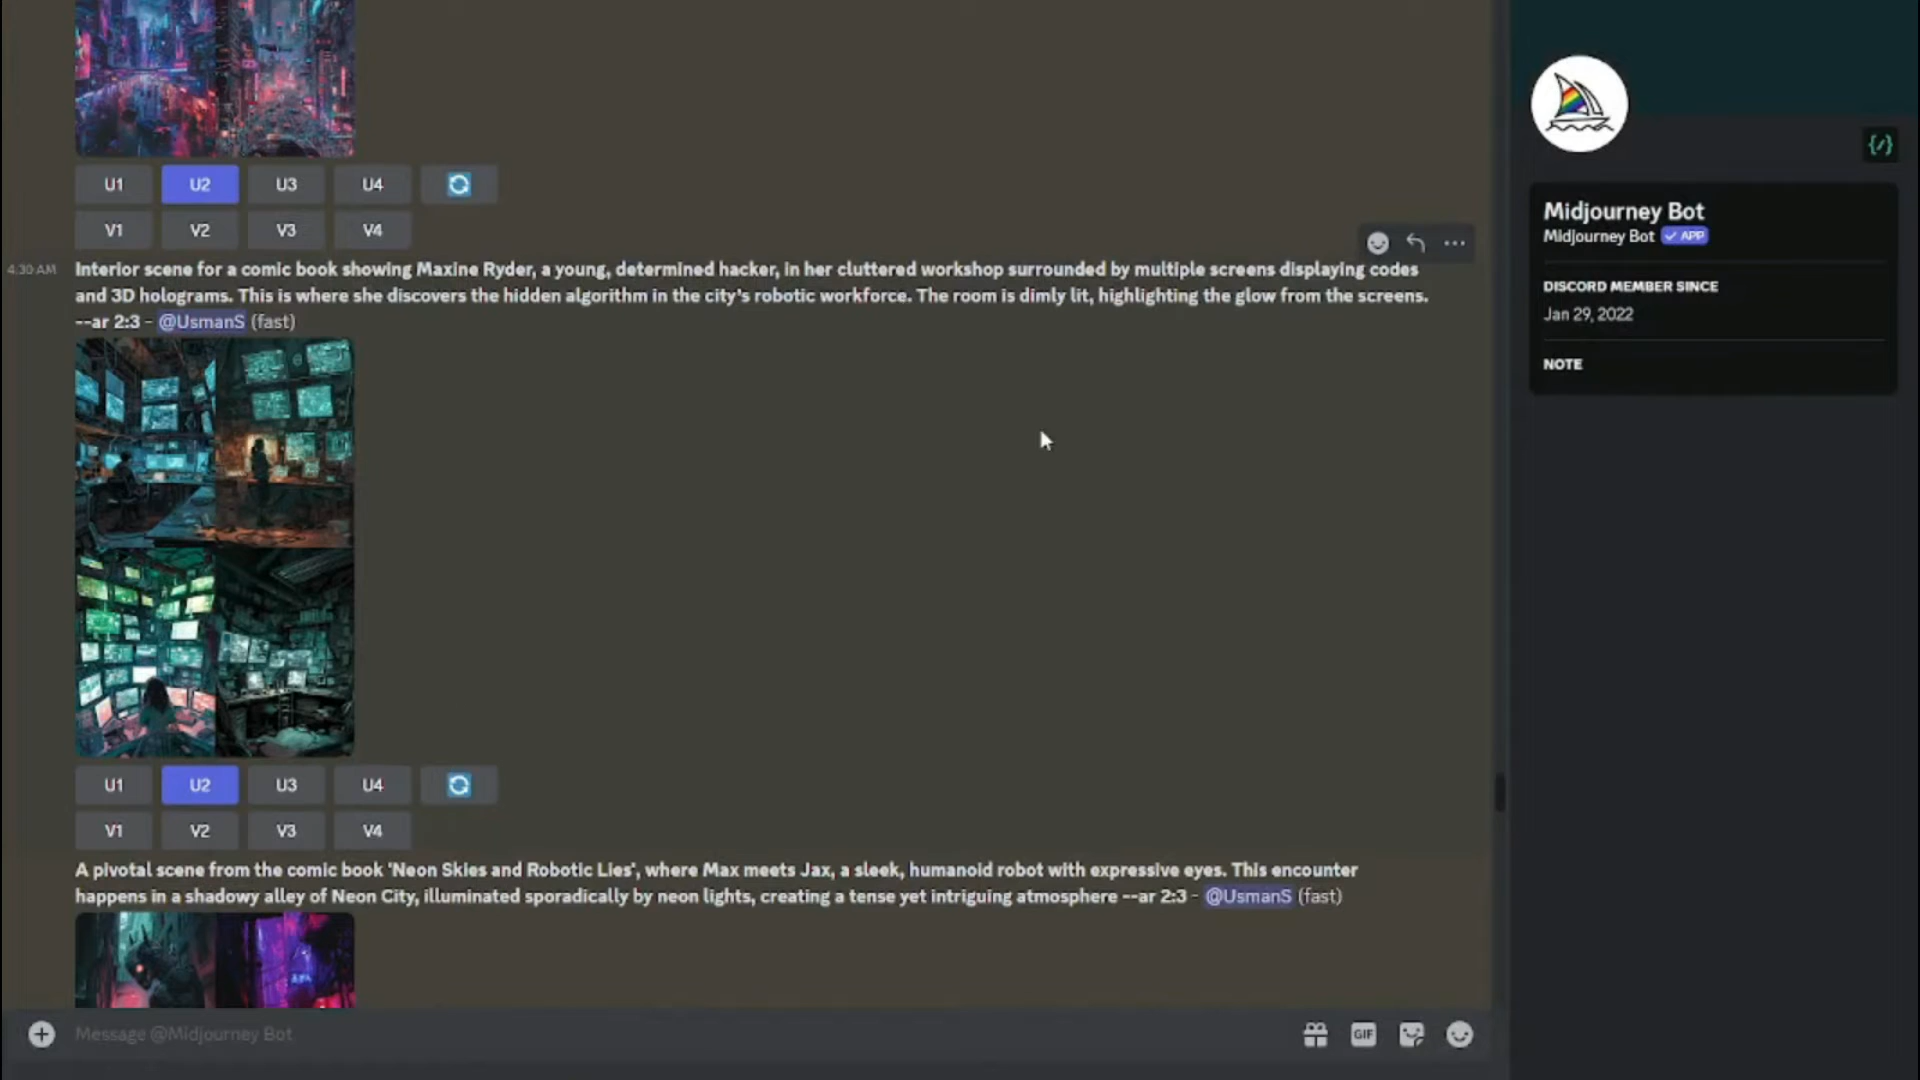 U1 U2 U3 U4
V1 V2 V3 V4
4:30 AM Interior scene for a comic book showing Maxine Ryder, a young, determined hacker, in her cluttered workshop surrounded by multiple screens displaying codes
and 3D holograms. This is where she discovers the hidden algorithm in the city's robotic workforce. The room is dimly lit, highlighting the glow from the screens.
--ar 2:3 - @UsmanS (fast)
U1 U2 U3 U4
V1 V2 V3 V4
A pivotal scene from the comic book 'Neon Skies and Robotic Lies', where Max meets Jax, a sleek, humanoid robot with expressive eyes. This encounter
happens in a shadowy alley of Neon City, illuminated sporadically by neon lights, creating a tense yet intriguing atmosphere --ar 2:3 - @UsmanS (fast)
Message @Midjourney Bot
GIF
{/}
Midjourney Bot
Midjourney Bot ✓ APP
DISCORD MEMBER SINCE
Jan 29, 2022
NOTE